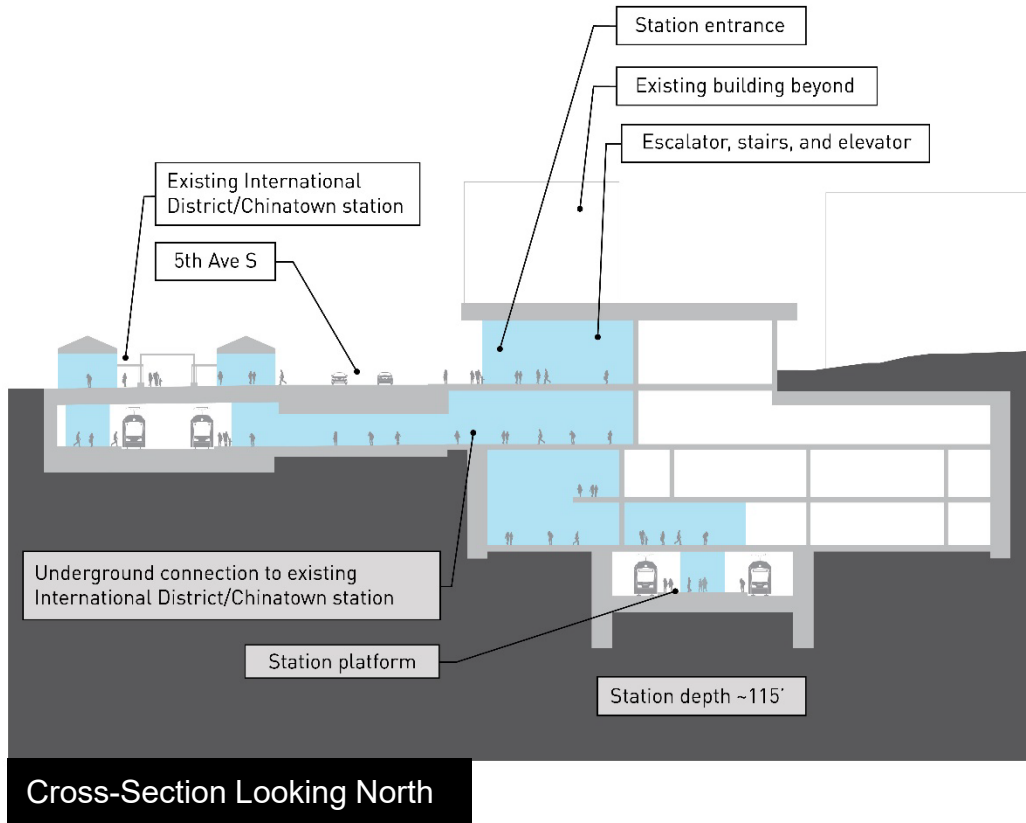 Station entrance
Existing building beyond
Escalator, stairs, and elevator
Existing International
District/Chinatown station
5th Ave S
Underground connection to existing
International District/Chinatown station
Station platform
Station depth ~115'
Cross-Section Looking North